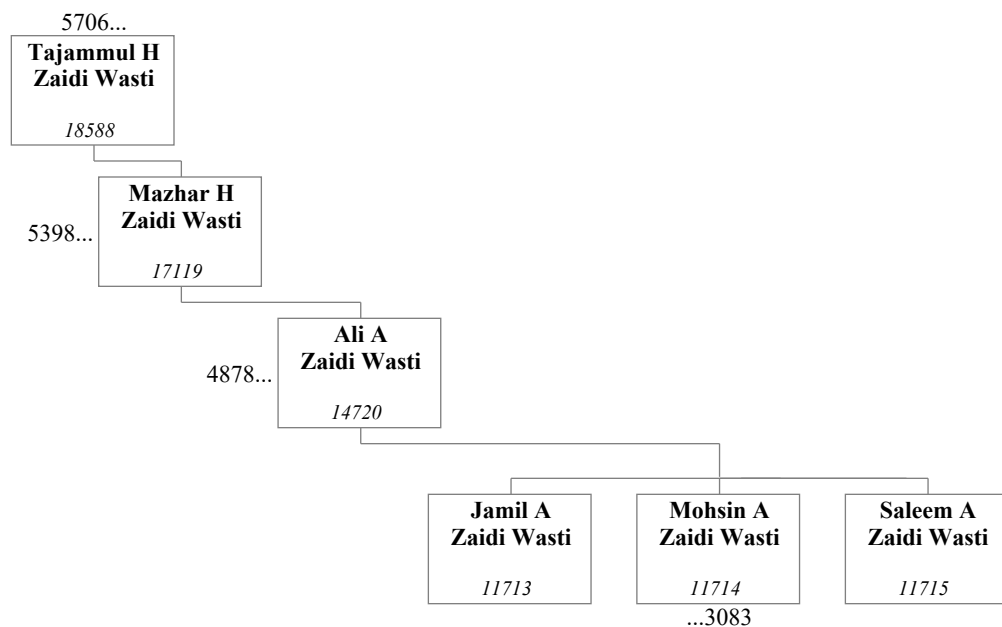 5706...
Tajammul H
Zaidi Wasti
18588
Mazhar H
Zaidi Wasti
5398...
17119
Ali A
Zaidi Wasti
4878...
14720
Jamil A
Zaidi Wasti
11713
Mohsin A
Zaidi Wasti
11714
...3083
Saleem A
Zaidi Wasti
11715